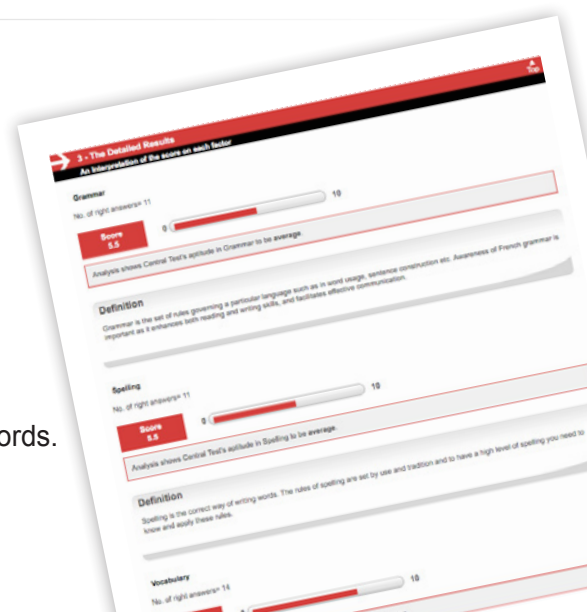 Top
3 - The Detailed Results
An interpretation of the score on each factor
Grammar
No. of right answers= 11
Score
5.5
0
10
Analysis shows Central Test's aptitude in Grammar to be average.
Definition
Grammar is the set of rules governing a particular language such as in word usage, sentence construction etc. Awareness of French grammar is
important as it enhances both reading and writing skills, and facilitates effective communication.
Spelling
No. of right answers= 11
Score
5.5
0
10
Analysis shows Central Test's aptitude in Spelling to be average.
ords.
Definition
Spelling is the correct way of writing words. The rules of spelling are set by use and tradition and to have a high level of spelling you need to
know and apply these rules.
Vocabulary
No. of right answers= 14
10